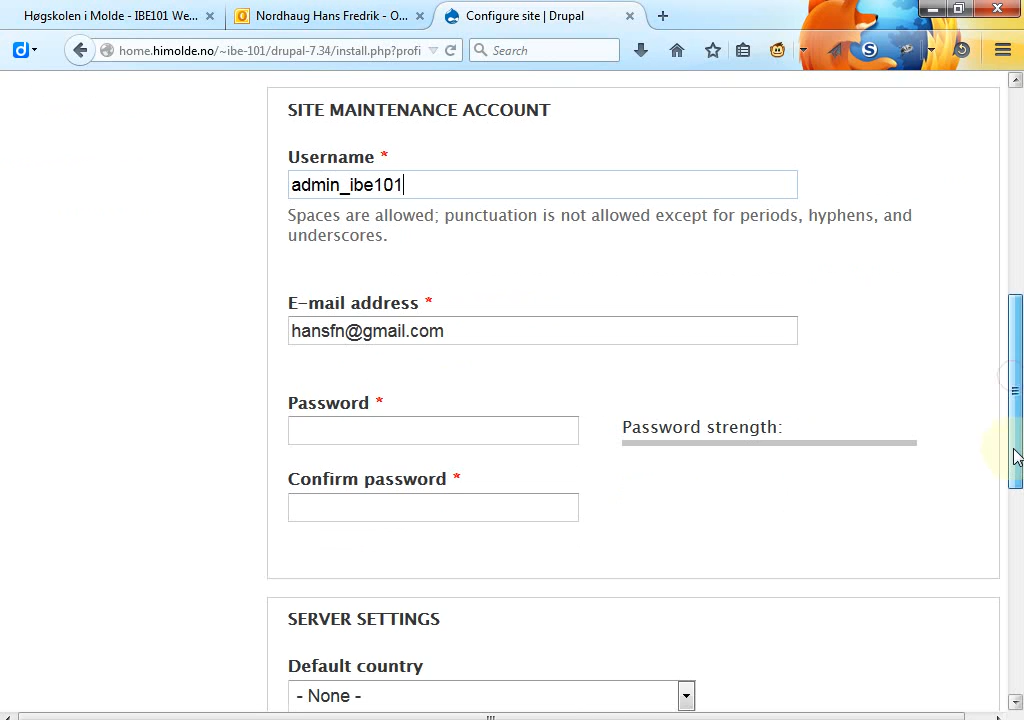 Høgskolen i Molde - IBE101 We...
Nordhaug Hans Fredrik - O...
Configure site | Drupal
home.himolde.no/~ibe-101/drupal-7.34/install.php?profi
Search
SITE MAINTENANCE ACCOUNT
Username *
admin_ibe101
Spaces are allowed; punctuation is not allowed except for periods, hyphens, and
underscores.
E-mail address *
hansfn@gmail.com
Password *
Password strength:
Confirm password *
SERVER SETTINGS
Default country
- None -